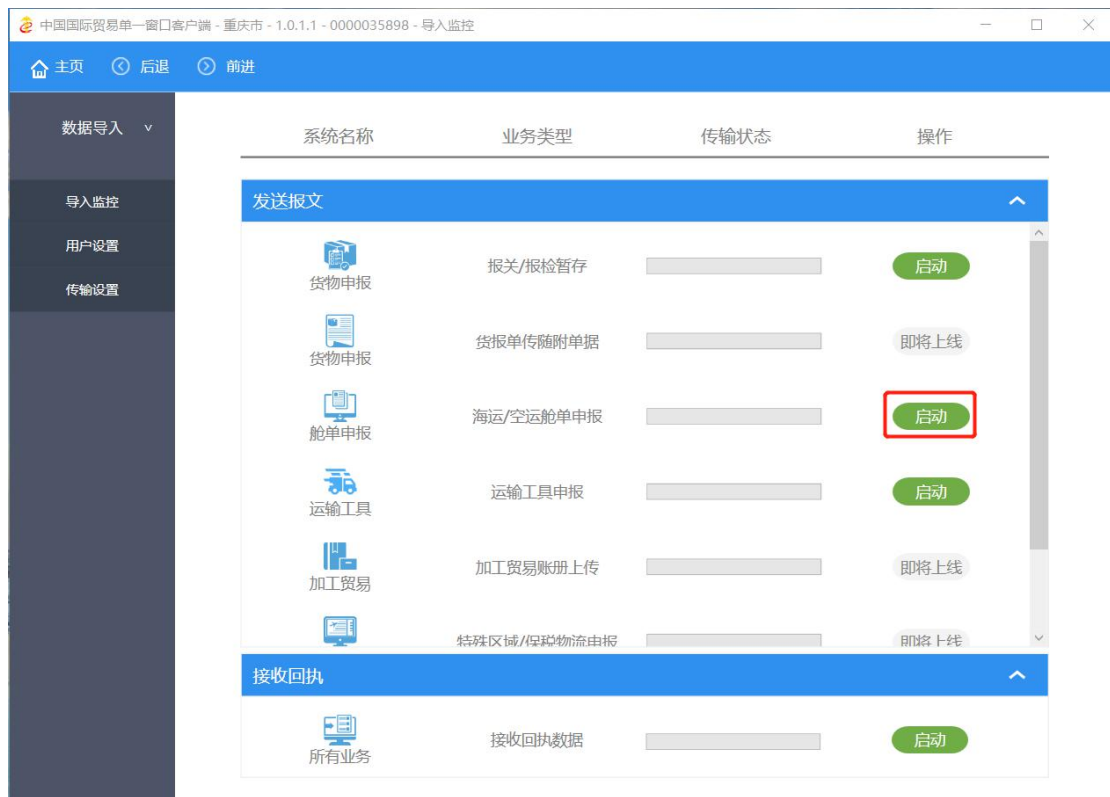 中国国际贸易单一窗口客户端 - 重庆市 - 1.0.1.1 - 0000035898 - 导入监控
主页 后退 前进
数据导入
导入监控
用户设置
传输设置
系统名称 业务类型 传输状态 操作
发送报文
货物申报 报关/报检暂存 启动
货物申报 货报单传随附单据 即将上线
舱单申报 海运/空运舱单申报 启动
运输工具 运输工具申报 启动
加工贸易 加工贸易账册上传 即将上线
特殊区域/保税物流申报 即将上线
接收回执
所有业务 接收回执数据 启动